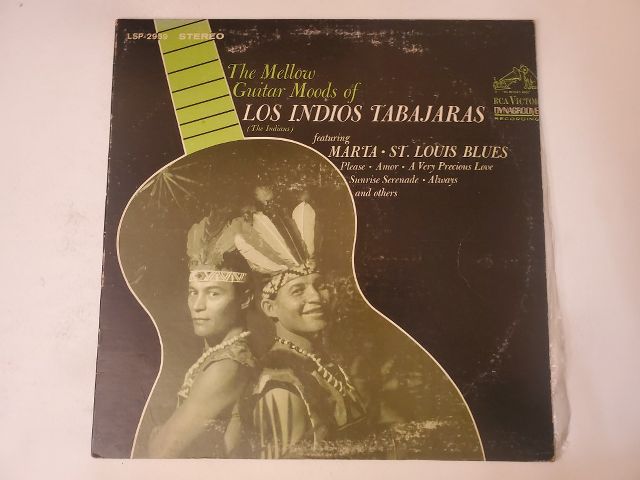 LSP-2959 STEREO
The Mellow
Guitar Moods of
LOS INDIOS TABAJARAS
(The Indians)
featuring
MARTA • ST. LOUIS BLUES
Please • Amor • A Very Precious Love
Sunrise Serenade • Always
and others
RCA VICTOR
DYNAGROOVE
RECORDING